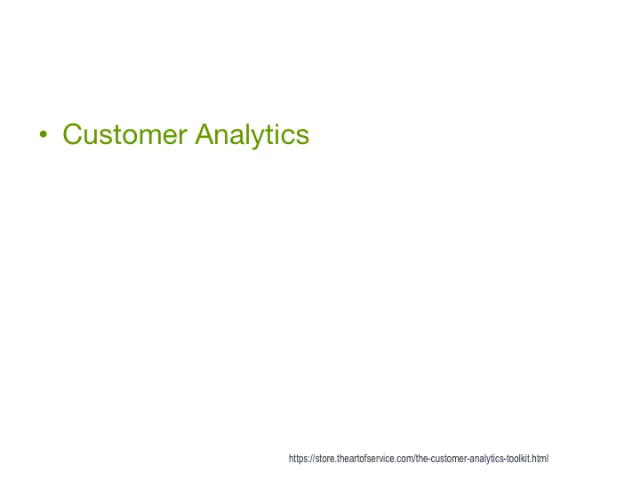 • Customer Analytics
https://store.theartofservice.com/the-customer-analytics-toolkit.html